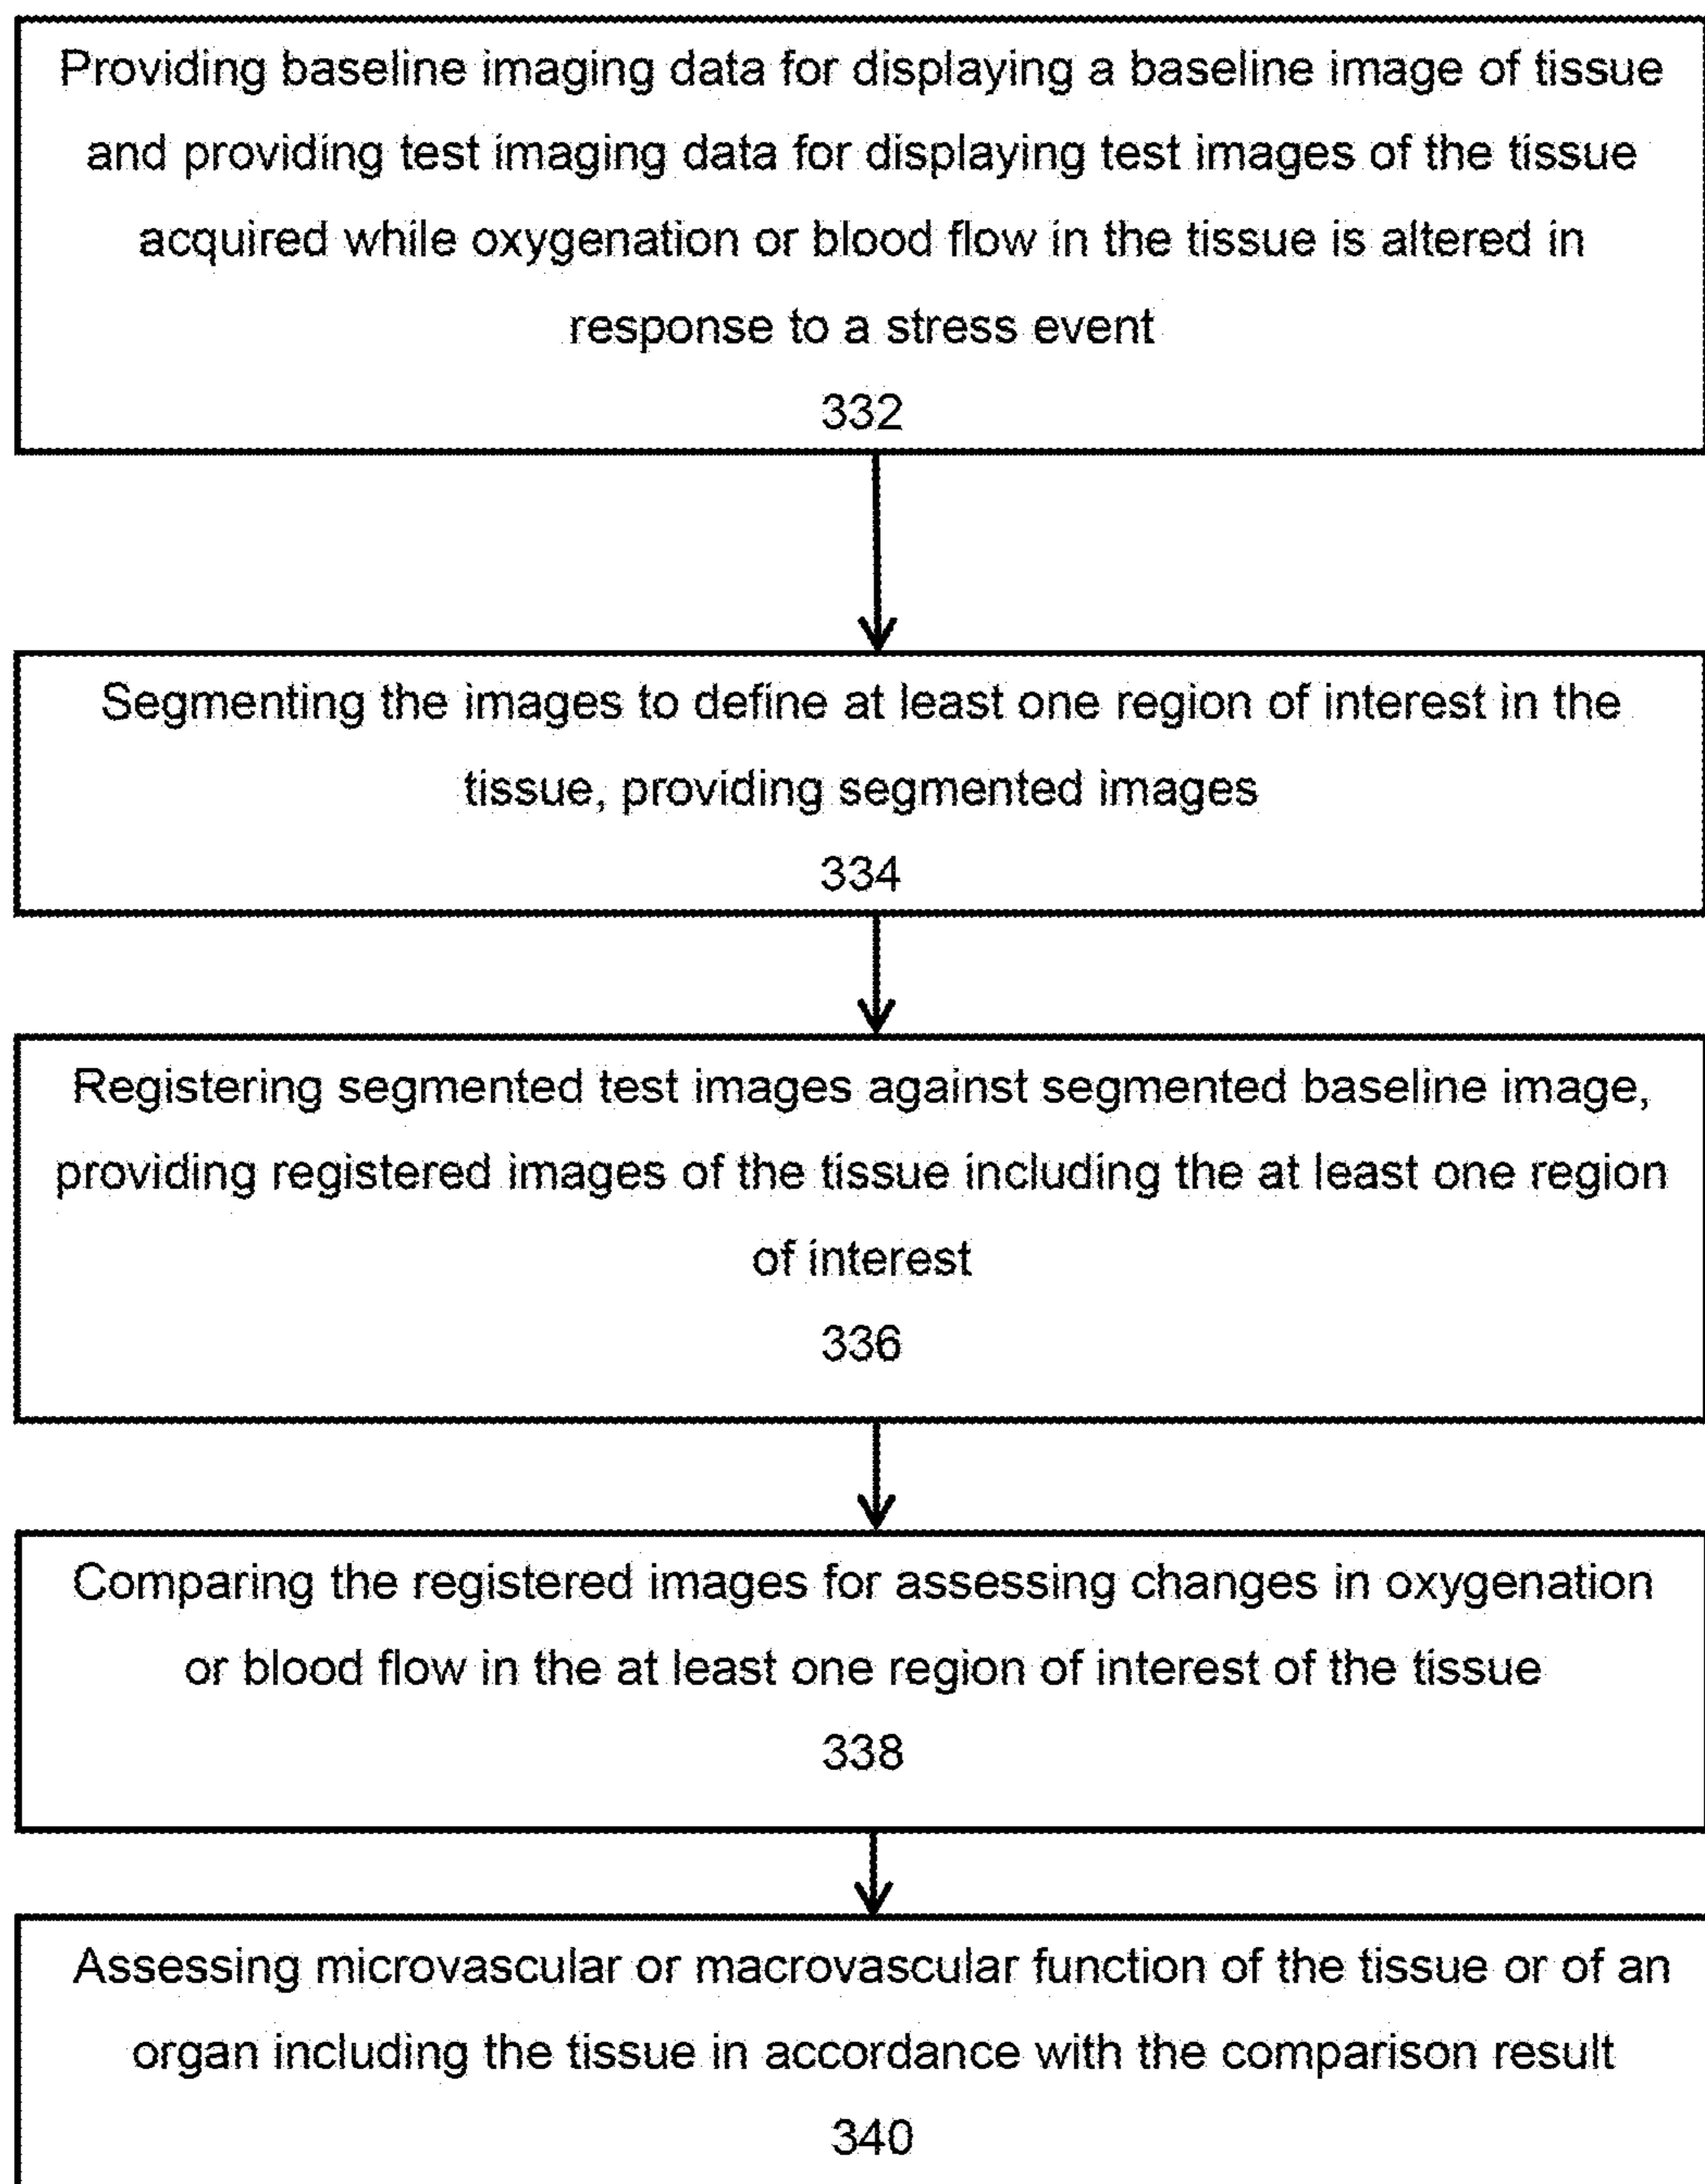 Providing baseline imaging data for displaying a baseline image of tissue
and providing test imaging data for displaying test images of the tissue
acquired while oxygenation or blood flow in the tissue is altered in
response to a stress event
332
Segmenting the images to define at least one region of interest in the
tissue, providing segmented images
334
Registering segmented test images against segmented baseline image,
providing registered images of the tissue including the at least one region
of interest
336
Comparing the registered images for assessing changes in oxygenation
or blood flow in the at least one region of interest of the tissue
338
Assessing microvascular or macrovascular function of the tissue or of an
organ including the tissue in accordance with the comparison result
340